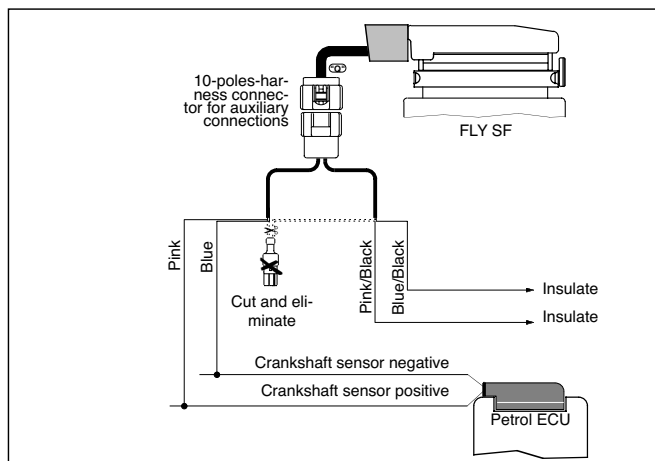 10-poles-har-
ness connec-
tor for auxiliary
connections
FLY SF
Pink
Blue
Cut and eli-
minate
Pink/Black
Blue/Black
Insulate
Insulate
Crankshaft sensor negative
Crankshaft sensor positive
Petrol ECU